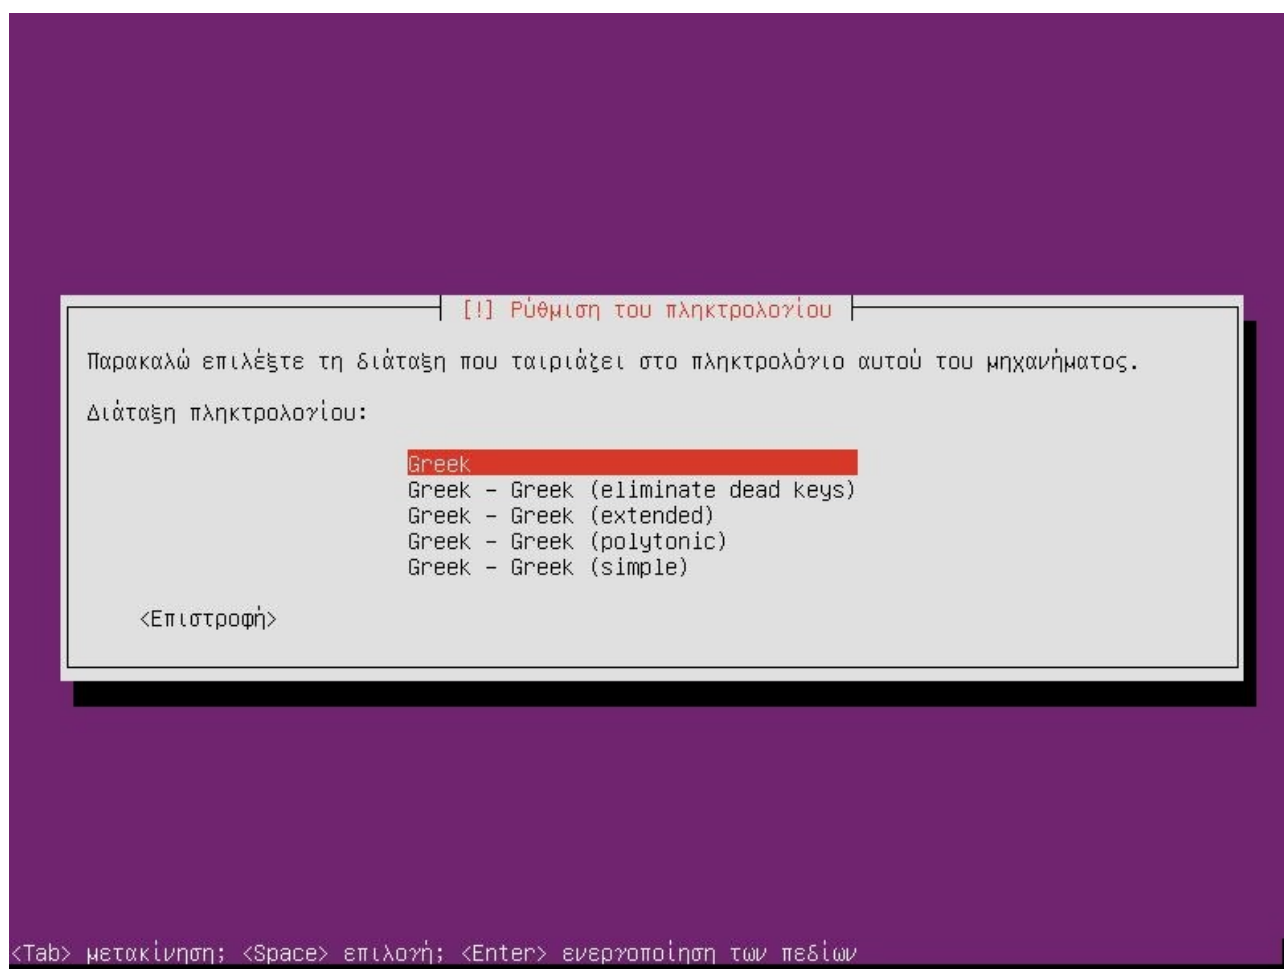 [!] Ρύθμιση του πληκτρολογίου
Παρακαλώ επιλέξτε τη διάταξη που ταιριάζει στο πληκτρολόγιο αυτού του μηχανήματος.
Διάταξη πληκτρολογίου:
Greek
Greek - Greek (eliminate dead keys)
Greek - Greek (extended)
Greek - Greek (polytonic)
Greek - Greek (simple)
<Επιστροφή>
<Tab> μετακίνηση; <Space> επιλογή; <Enter> ενεργοποίηση των πεδίων